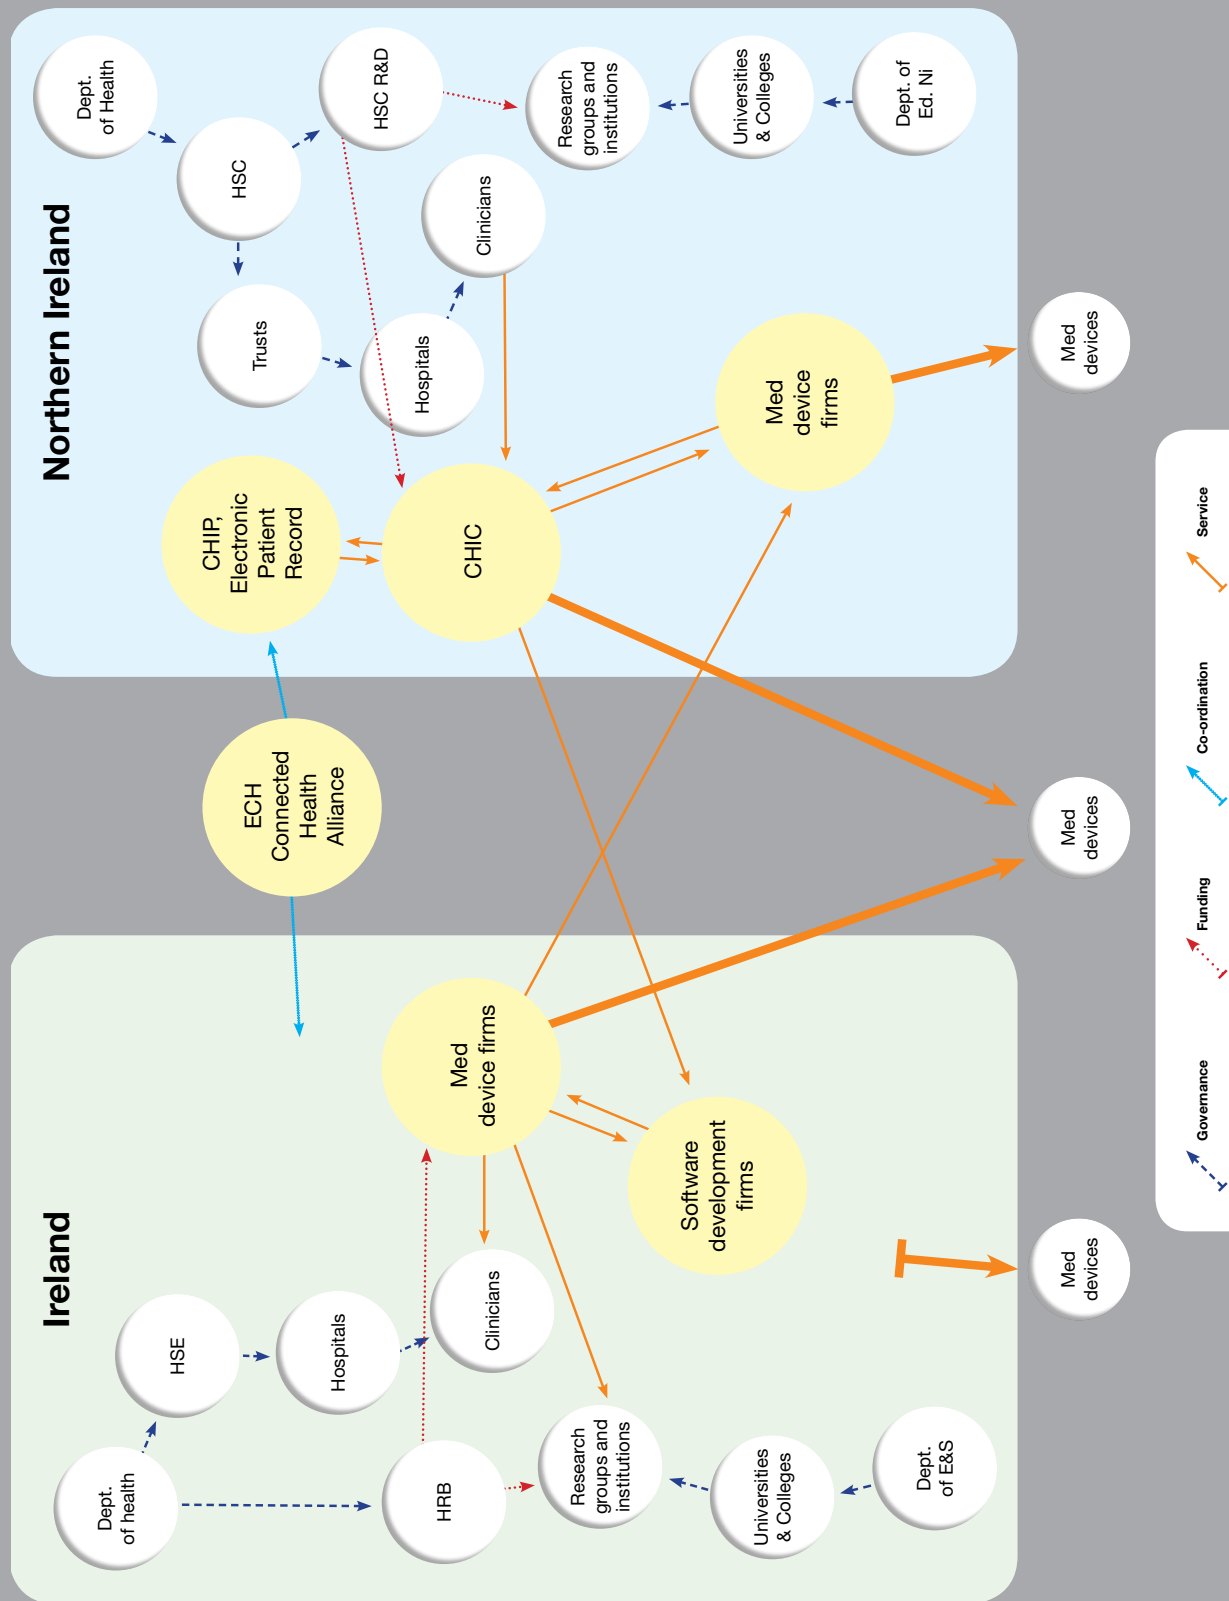 Ireland
Northern Ireland
Dept.
of health
HSE
Hospitals
HRB
Clinicians
Research
groups and
institutions
Universities
& Colleges
Dept.
of E&S
Med
device firms
Software
development
firms
ECH
Connected
Health
Alliance
CHIP,
Electronic
Patient
Record
CHIC
Trusts
Hospitals
HSC
Dept.
of Health
HSC R&D
Clinicians
Research
groups and
institutions
Universities
& Colleges
Dept. of
Ed. Ni
Med
device
firms
Med
devices
Med
devices
Med
devices
Governance
Funding
Co-ordination
Service